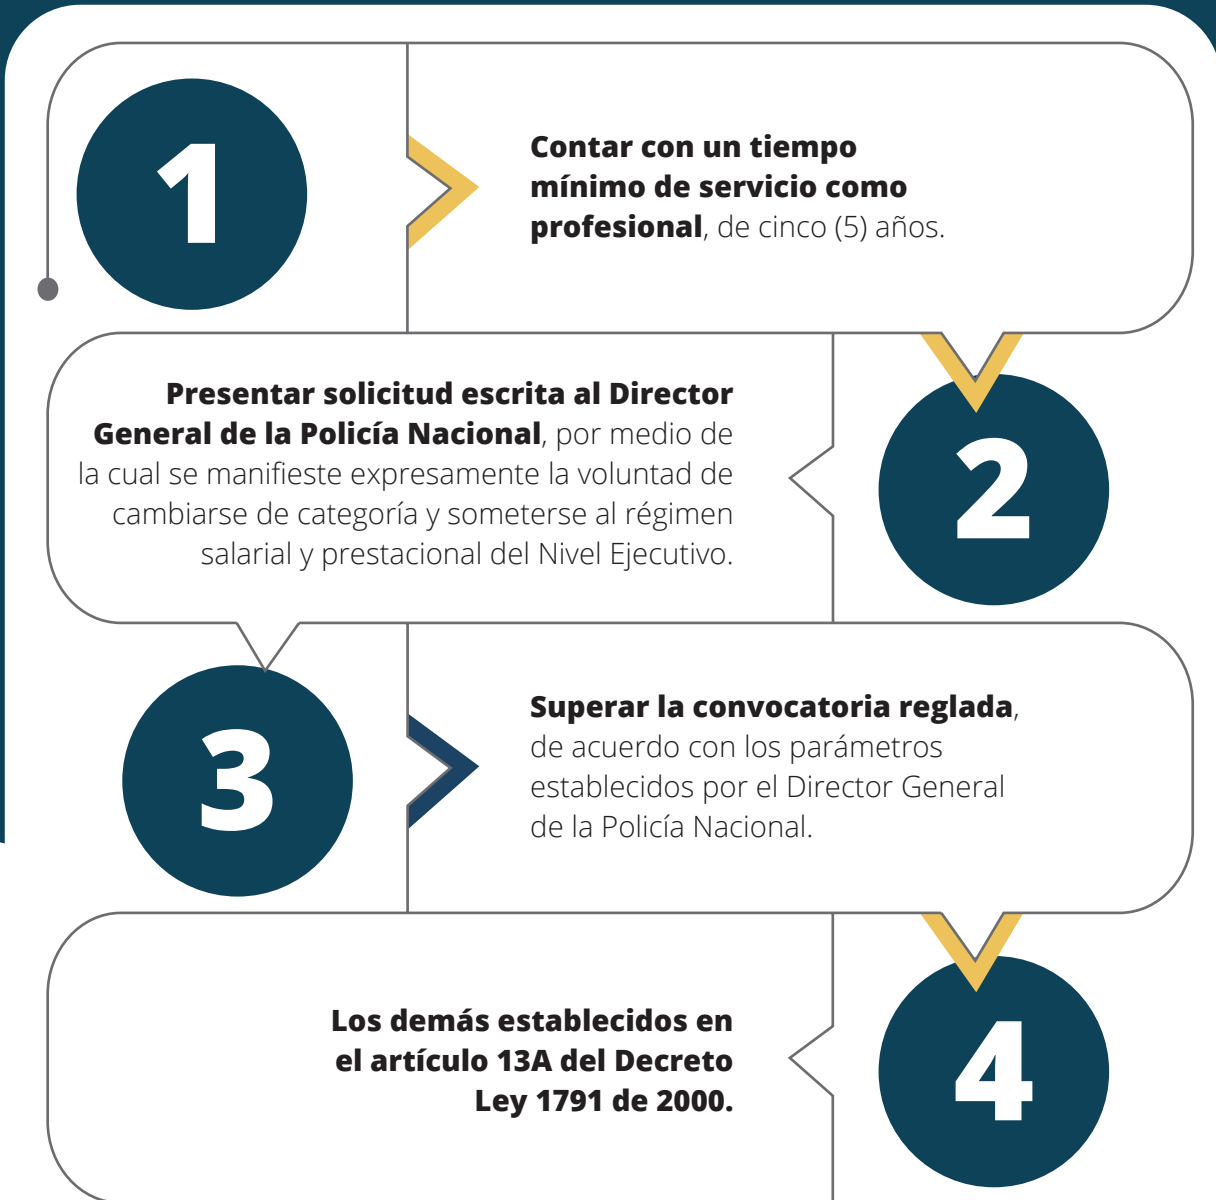 1
Contar con un tiempo
mínimo de servicio como
profesional, de cinco (5) años.
2
Presentar solicitud escrita al Director
General de la Policía Nacional, por medio de
la cual se manifieste expresamente la voluntad de
cambiarse de categoría y someterse al régimen
salarial y prestacional del Nivel Ejecutivo.
3
Superar la convocatoria reglada,
de acuerdo con los parámetros
establecidos por el Director General
de la Policía Nacional.
4
Los demás establecidos en
el artículo 13A del Decreto
Ley 1791 de 2000.